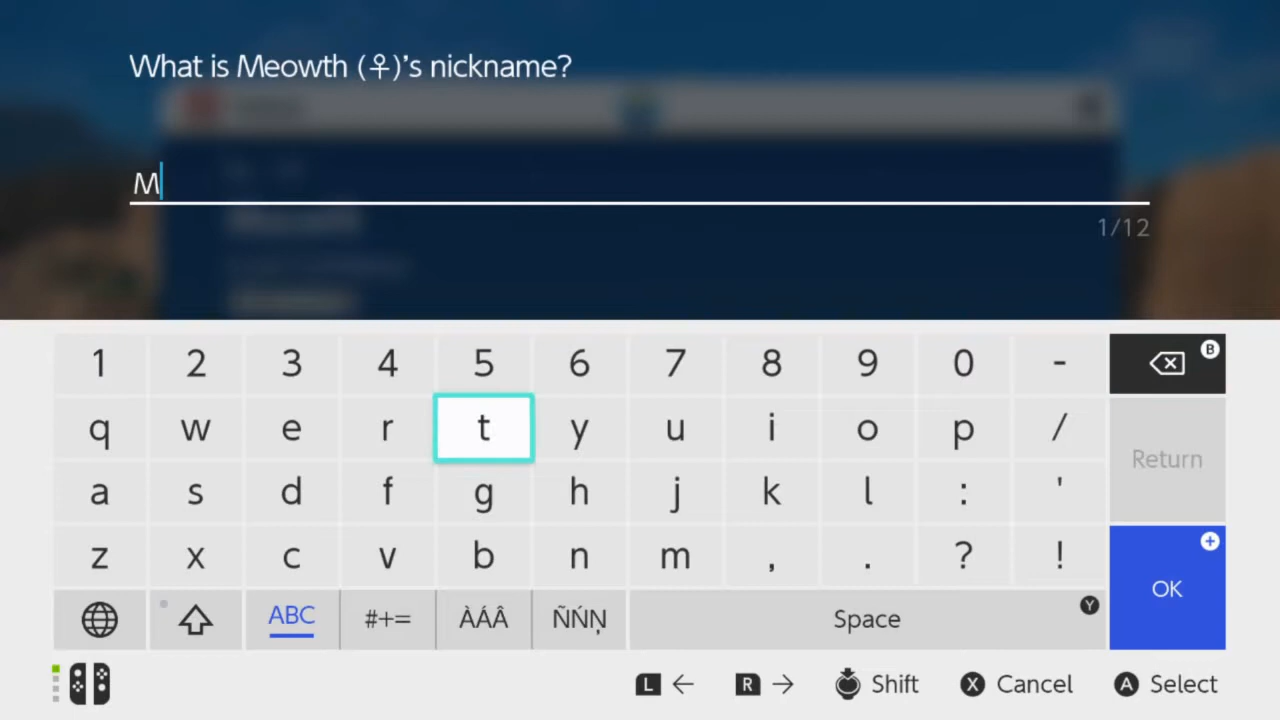 What is Meowth (♀)'s nickname?
M
1/12
1 2 3 4 5 6 7 8 9 0 - B
q w e r t y u i o p / Return
a s d f g h j k l : '
z x c v b n m , . ? ! + OK
ABC #+= ÀÁÂ ÑŃŅ Space Y
L ← R → Shift X Cancel A Select